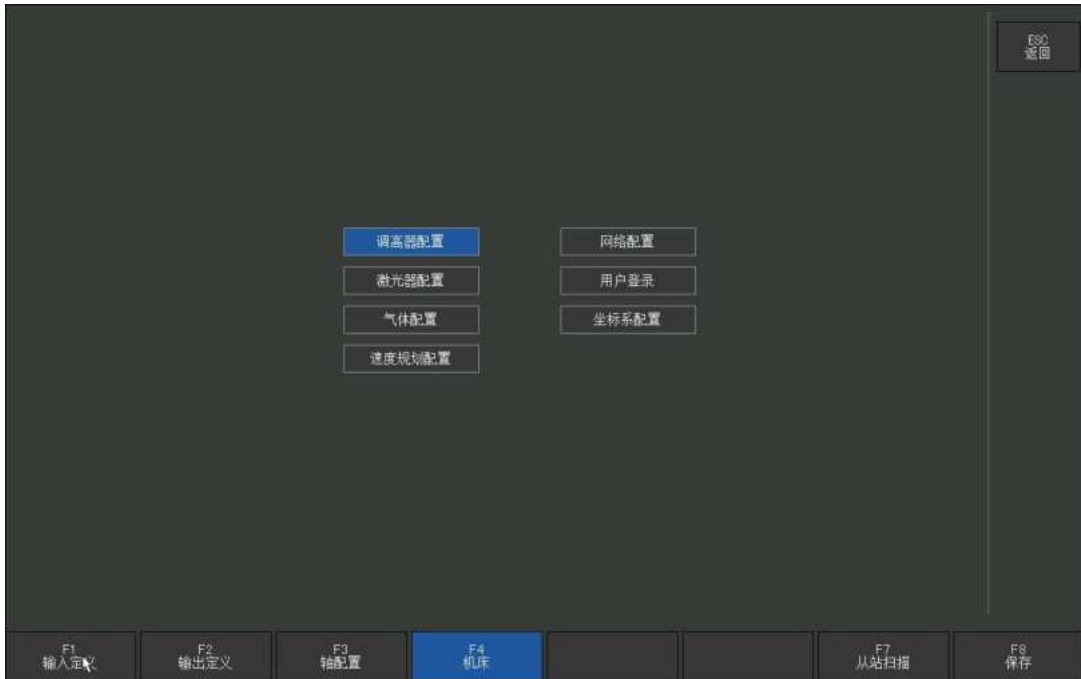 ESC
返回
调高器配置
网络配置
激光器配置
用户登录
气体配置
坐标系配置
速度规划配置
F1
输入定义
F2
输出定义
F3
轴配置
F4
机床
F7
从站扫描
F8
保存